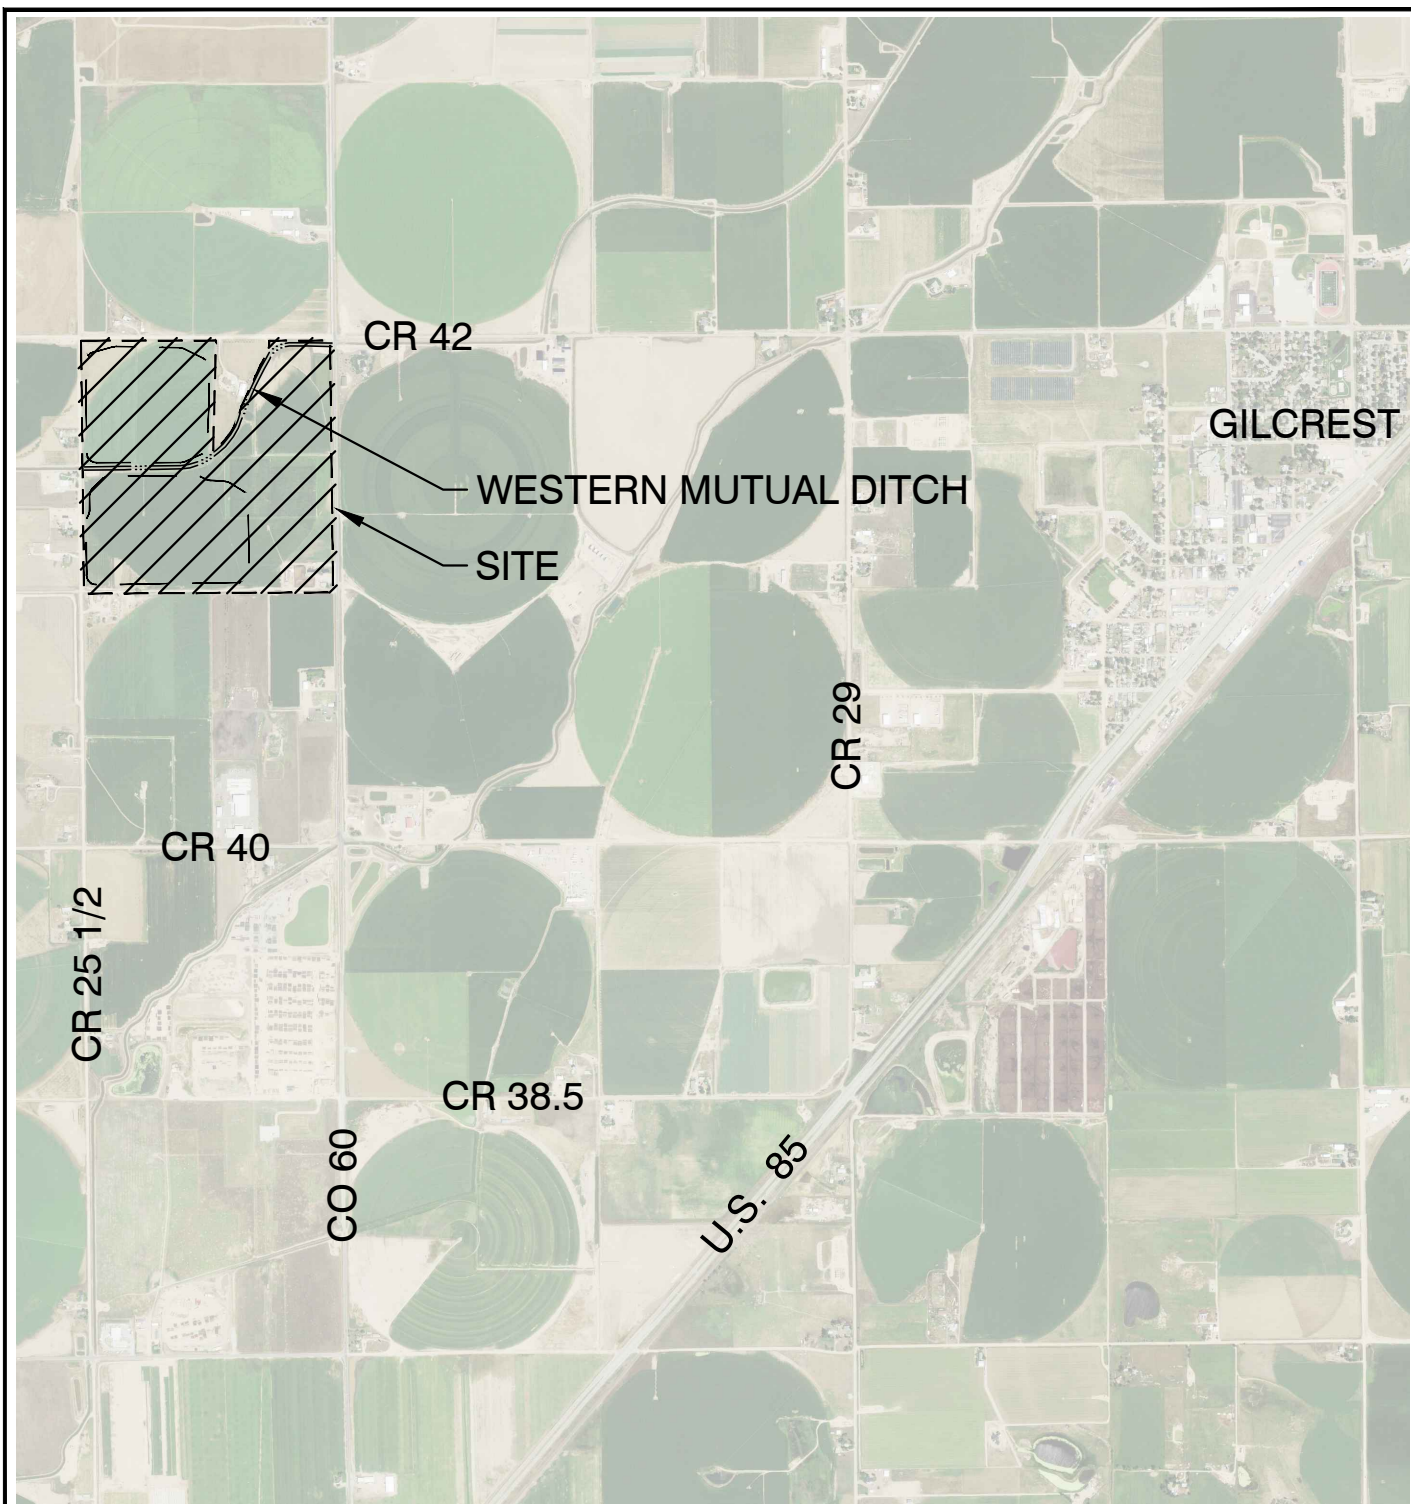 CR 42
GILCREST
WESTERN MUTUAL DITCH
SITE
CR 29
CR 40
CR 25 1/2
CR 38.5
CO 60
U.S. 85